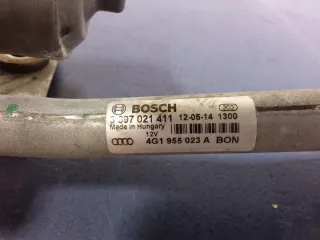 BOSCH
3 397 021 411 12-05-14 1300
Made in Hungary
12V
4G1 955 023 A BON